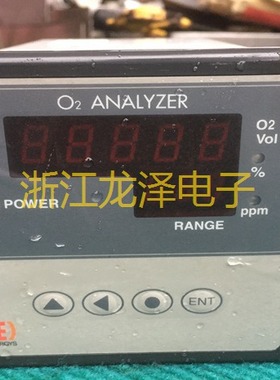 O2 ANALYZER
O2
Vol
%
浙江龙泽电子
POWER
ppm
RANGE
ENT